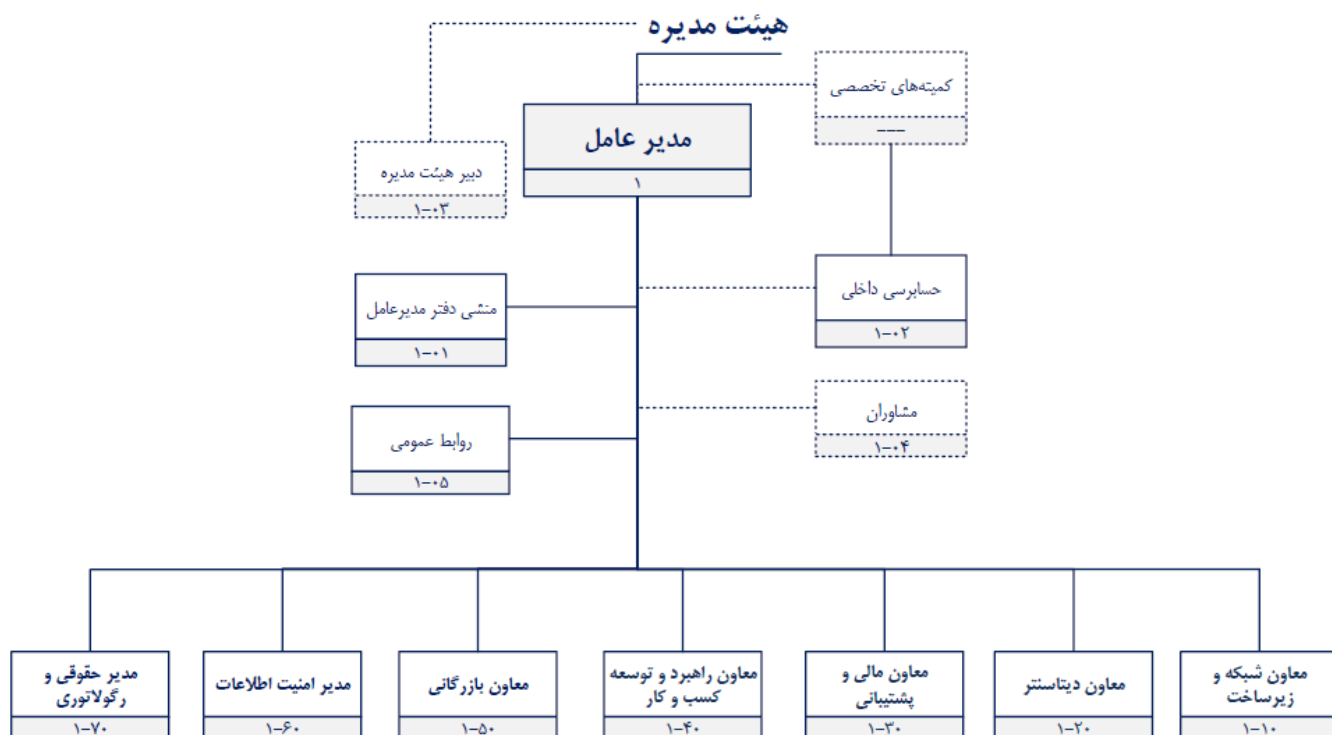 هیئت مدیره
کمیته‌های تخصصی
---
مدیر عامل
۱
دبیر هیئت مدیره
۱-۰۳
حسابرسی داخلی
۱-۰۲
منشی دفتر مدیرعامل
۱-۰۱
مشاوران
۱-۰۴
روابط عمومی
۱-۰۵
معاون شبکه و
زیرساخت
۱-۱۰
معاون دیتاسنتر
۱-۲۰
معاون مالی و
پشتیبانی
۱-۳۰
معاون راهبرد و توسعه
کسب و کار
۱-۴۰
معاون بازرگانی
۱-۵۰
مدیر امنیت اطلاعات
۱-۶۰
مدیر حقوقی و
رگولاتوری
۱-۷۰